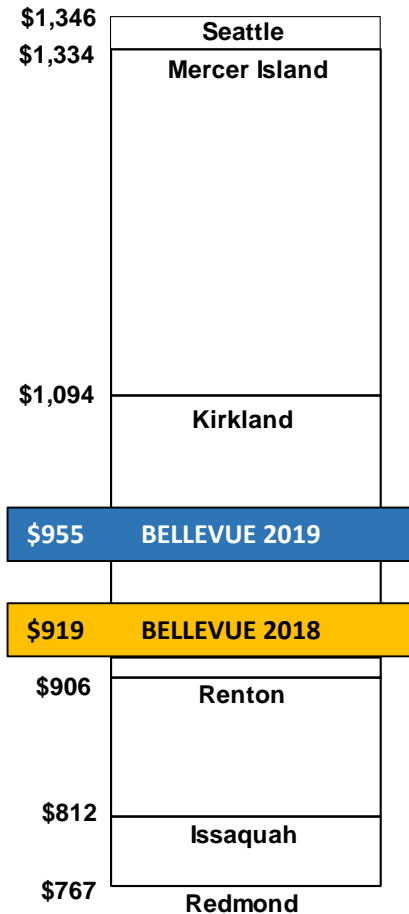 $1,346
Seattle
$1,334
Mercer Island
$1,094
Kirkland
$955 BELLEVUE 2019
$919 BELLEVUE 2018
$906
Renton
$812
Issaquah
$767
Redmond